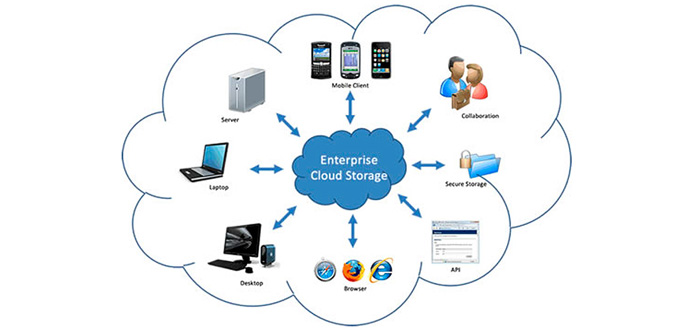 Mobile Client
Server
Collaboration
Enterprise
Cloud Storage
Laptop
Secure Storage
Desktop
Browser
API